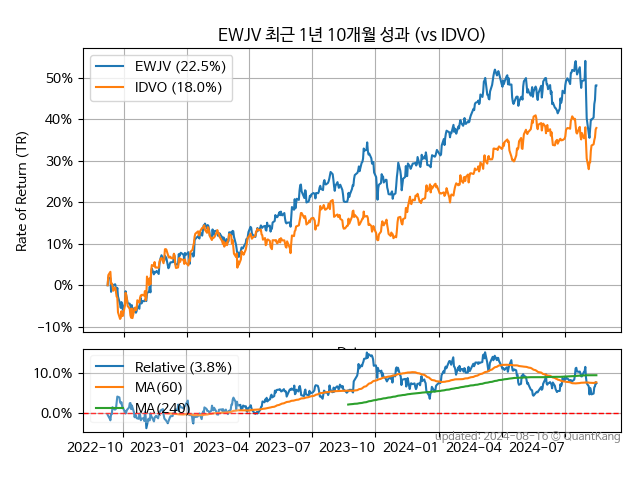 EWJV 최근 1년 10개월 성과 (vs IDVO)
EWJV (22.5%)
IDVO (18.0%)
Rate of Return (TR)
50%
40%
30%
20%
10%
0%
−10%
Relative (3.8%)
MA(60)
MA(240)
10.0%
0.0%
2022-10 2023-01 2023-04 2023-07 2023-10 2024-01 2024-04 2024-07
Updated: 2024-08-16 © QuantKang